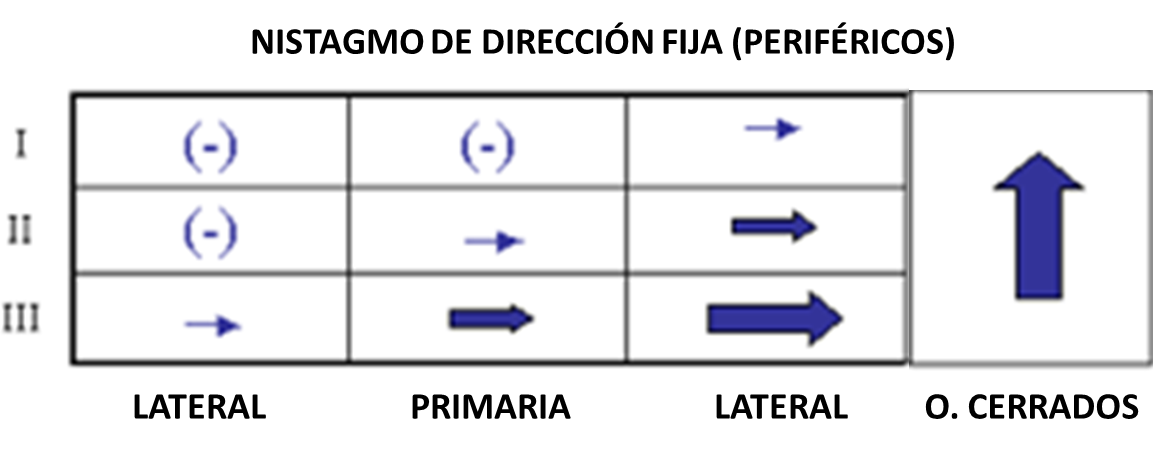 NISTAGMO DE DIRECCIÓN FIJA (PERIFÉRICOS)
I (-) (-)
II (-)
III
LATERAL PRIMARIA LATERAL O. CERRADOS